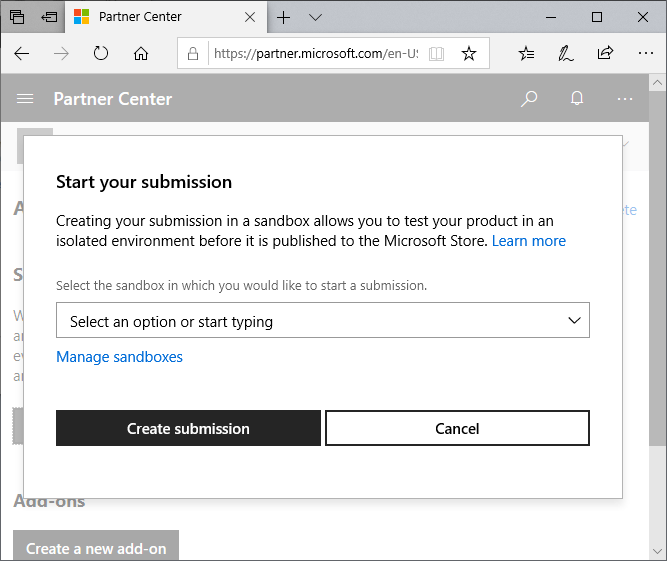 Partner Center
https://partner.microsoft.com/en-US
Partner Center
Start your submission
Creating your submission in a sandbox allows you to test your product in an
isolated environment before it is published to the Microsoft Store. Learn more
Select the sandbox in which you would like to start a submission.
Select an option or start typing
Manage sandboxes
Create submission
Cancel
Add-ons
Create a new add-on